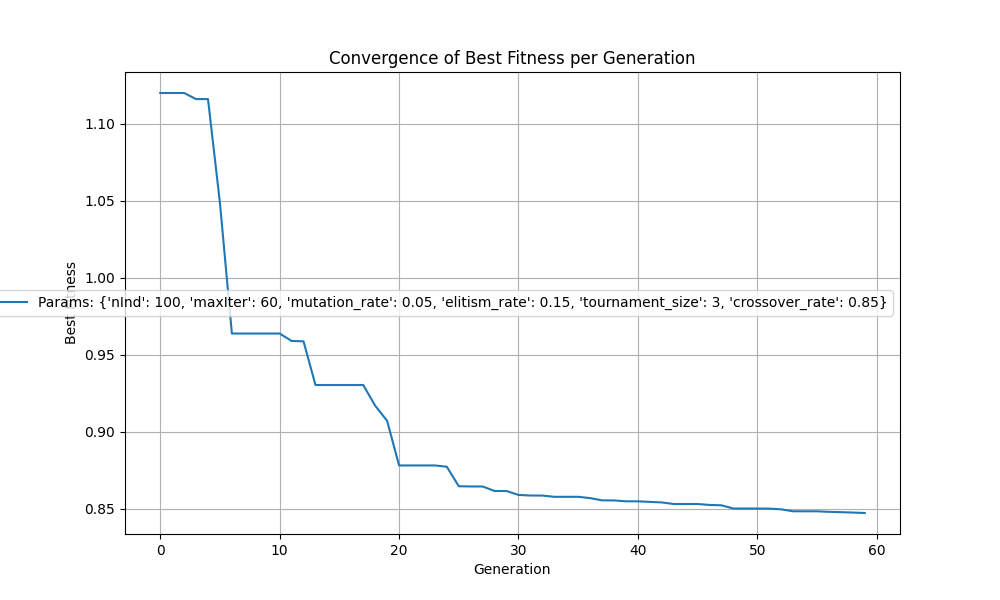 Convergence of Best Fitness per Generation
1.10
1.05
1.00
0.95
0.90
0.85
Best
Params: {'nInd': 100, 'maxIter': 60, 'mutation_rate': 0.05, 'elitism_rate': 0.15, 'tournament_size': 3, 'crossover_rate': 0.85}
0 10 20 30 40 50 60
Generation